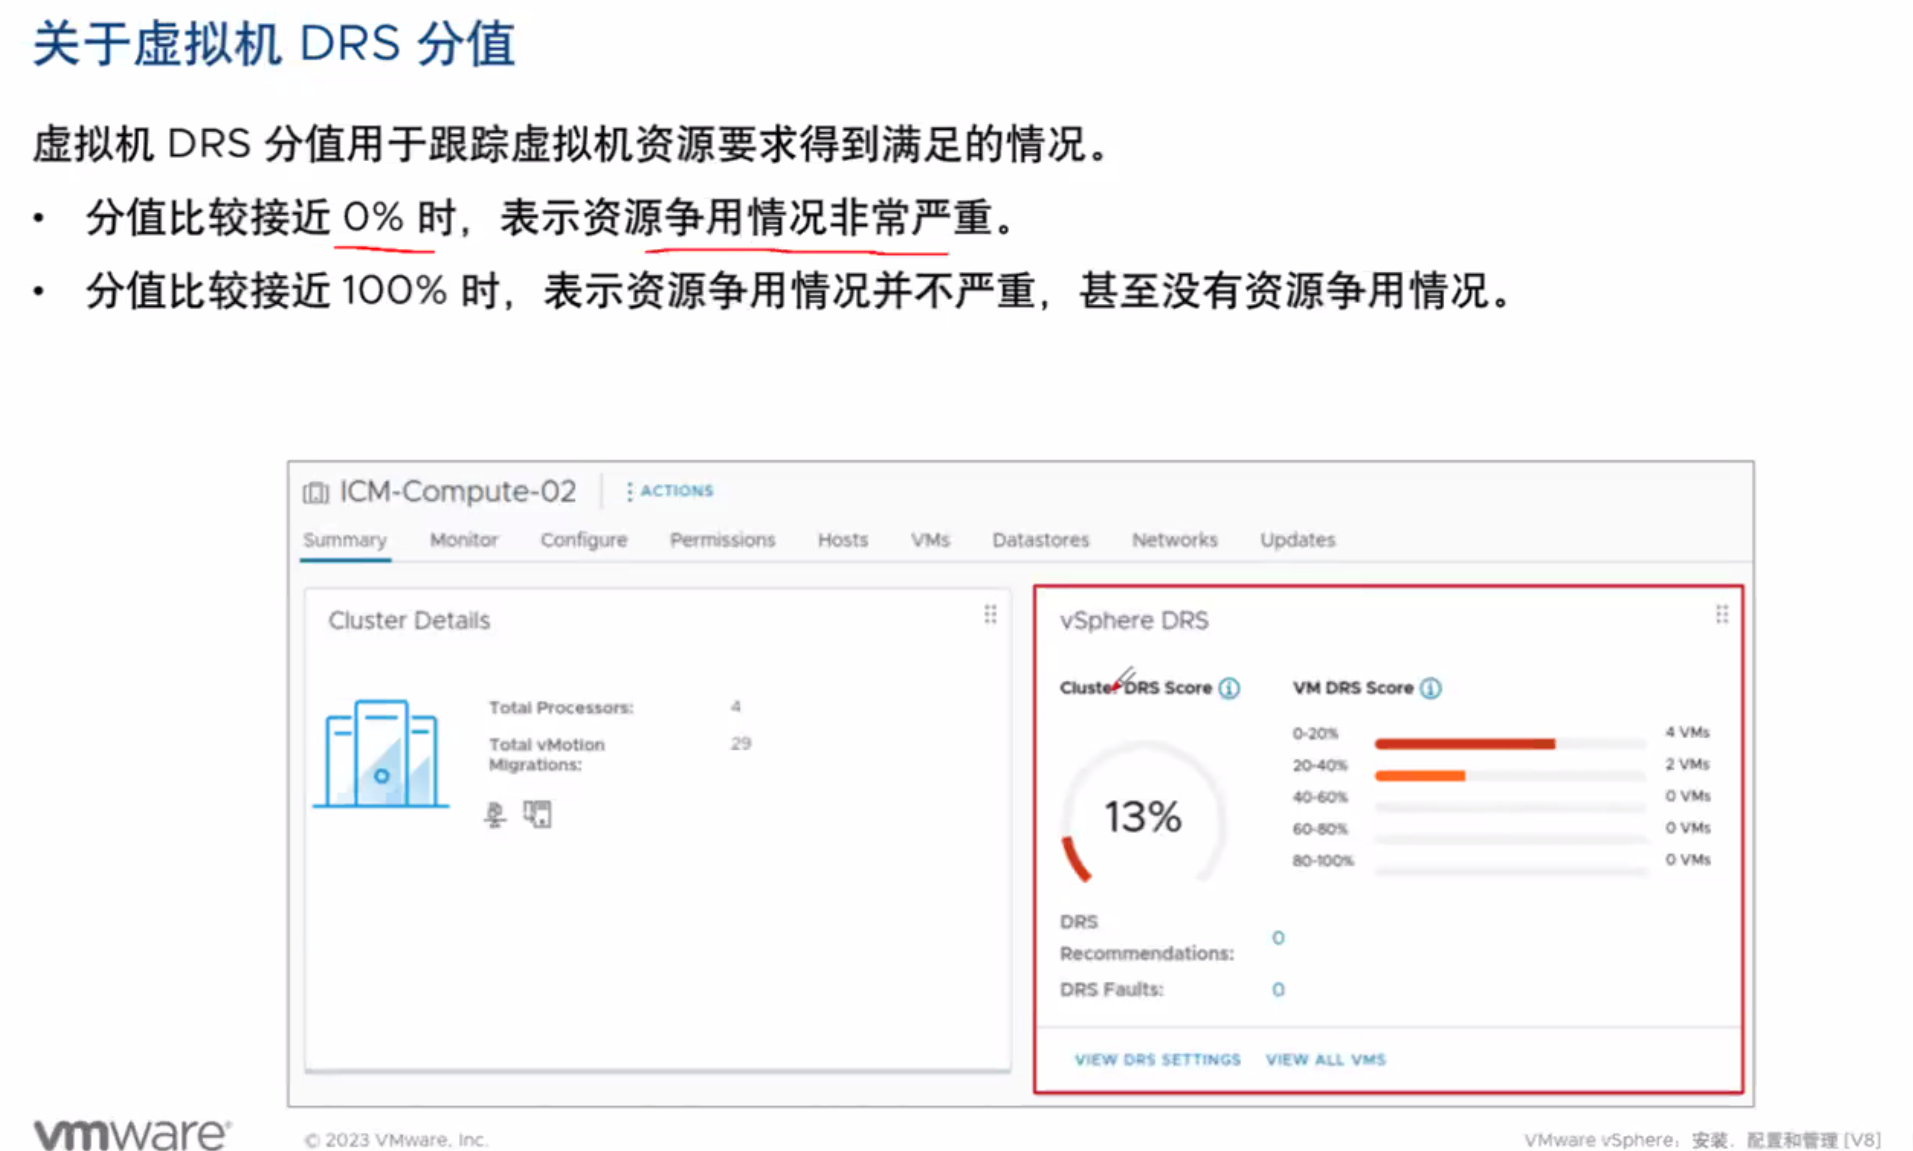 关于虚拟机 DRS 分值
虚拟机 DRS 分值用于跟踪虚拟机资源要求得到满足的情况。
• 分值比较接近 0% 时，表示资源争用情况非常严重。
• 分值比较接近 100% 时，表示资源争用情况并不严重，甚至没有资源争用情况。
ICM-Compute-02 ACTIONS
Summary Monitor Configure Permissions Hosts VMs Datastores Networks Updates
Cluster Details
Total Processors: 4
Total vMotion 29
Migrations:
vSphere DRS
Cluster DRS Score
13%
VM DRS Score
0-20% 4 VMs
20-40% 2 VMs
40-60% 0 VMs
60-80% 0 VMs
80-100% 0 VMs
DRS
Recommendations: 0
DRS Faults: 0
VIEW DRS SETTINGS VIEW ALL VMS
vmware®
© 2023 VMware, Inc.
VMware vSphere：安装、配置和管理 [V8]